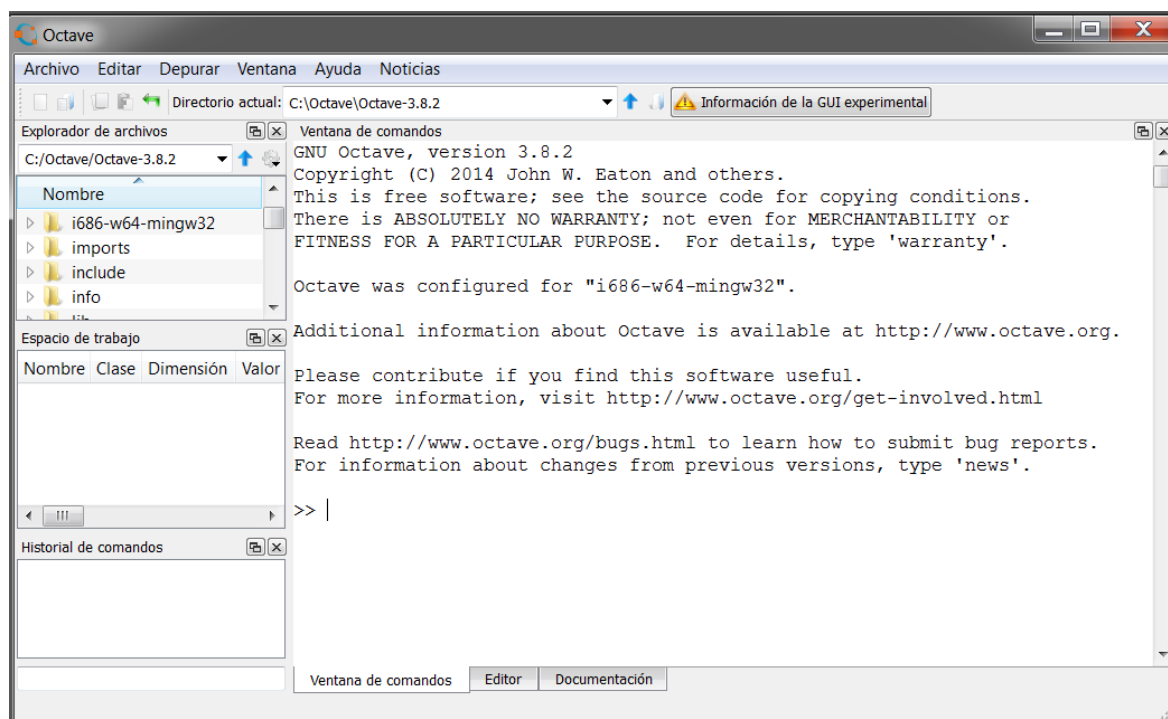 Octave
Archivo Editar Depurar Ventana Ayuda Noticias
Directorio actual: C:\Octave\Octave-3.8.2 Información de la GUI experimental
Explorador de archivos
C:/Octave/Octave-3.8.2
Nombre
i686-w64-mingw32
imports
include
info
lib
Espacio de trabajo
Nombre Clase Dimensión Valor
Historial de comandos
Ventana de comandos
GNU Octave, version 3.8.2
Copyright (C) 2014 John W. Eaton and others.
This is free software; see the source code for copying conditions.
There is ABSOLUTELY NO WARRANTY; not even for MERCHANTABILITY or
FITNESS FOR A PARTICULAR PURPOSE.  For details, type 'warranty'.
Octave was configured for "i686-w64-mingw32".
Additional information about Octave is available at http://www.octave.org.
Please contribute if you find this software useful.
For more information, visit http://www.octave.org/get-involved.html
Read http://www.octave.org/bugs.html to learn how to submit bug reports.
For information about changes from previous versions, type 'news'.
>>
Ventana de comandos Editor Documentación